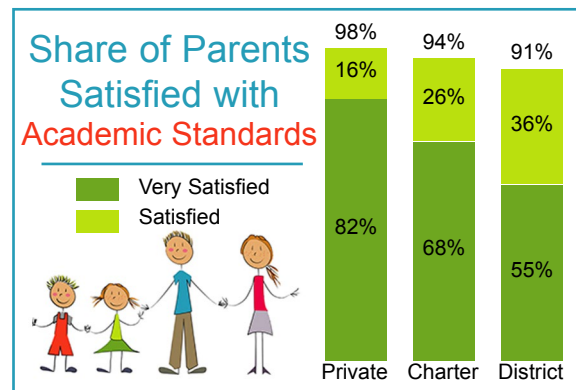 Share of Parents
Satisfied with
Academic Standards
Very Satisfied
Satisfied
98%
94%
91%
16%
26%
36%
82%
68%
55%
Private
Charter
District